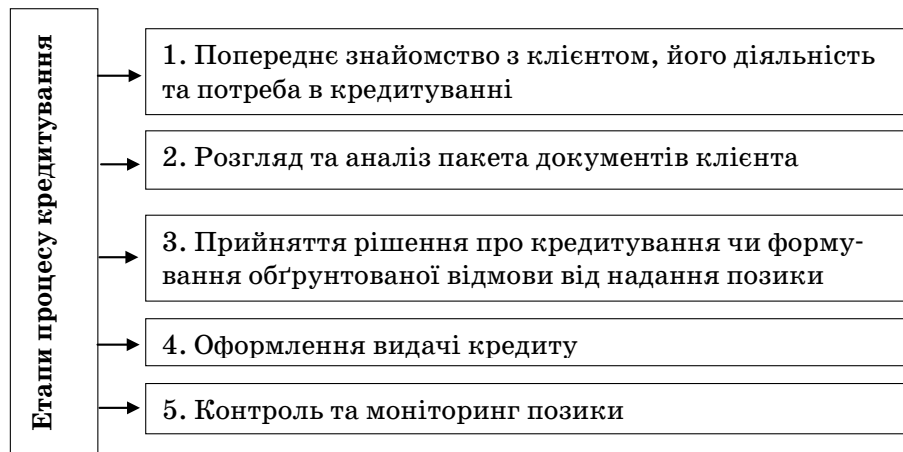 Етапи процесу кредитування
1. Попереднє знайомство з клієнтом, його діяльність
та потреба в кредитуванні
2. Розгляд та аналіз пакета документів клієнта
3. Прийняття рішення про кредитування чи форму-
вання обґрунтованої відмови від надання позики
4. Оформлення видачі кредиту
5. Контроль та моніторинг позики